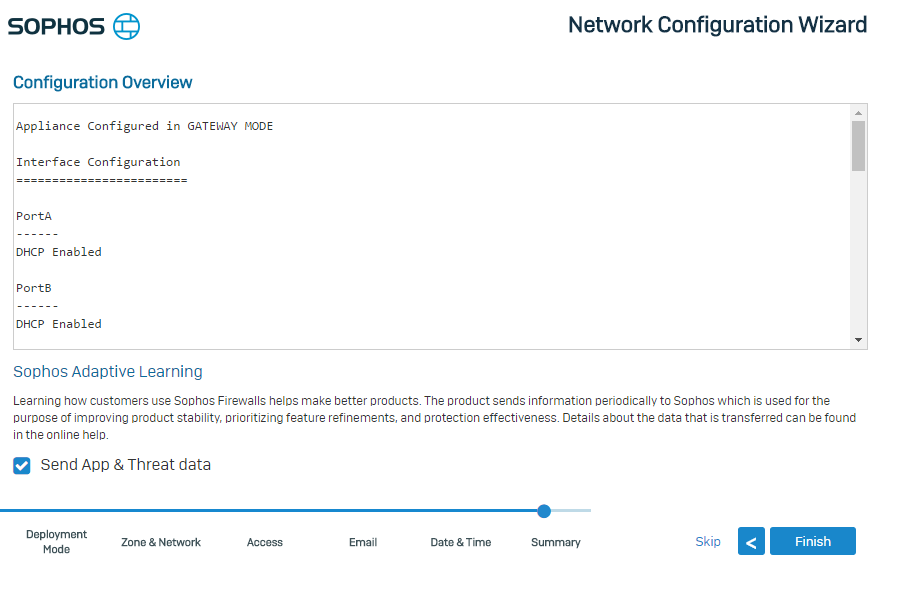 SOPHOS
Network Configuration Wizard
Configuration Overview
Appliance Configured in GATEWAY MODE
Interface Configuration
========================
PortA
------
DHCP Enabled
PortB
------
DHCP Enabled
Sophos Adaptive Learning
Learning how customers use Sophos Firewalls helps make better products. The product sends information periodically to Sophos which is used for the
purpose of improving product stability, prioritizing feature refinements, and protection effectiveness. Details about the data that is transferred can be found
in the online help.
Send App & Threat data
Deployment
Mode
Zone & Network
Access
Email
Date & Time
Summary
Skip
<
Finish